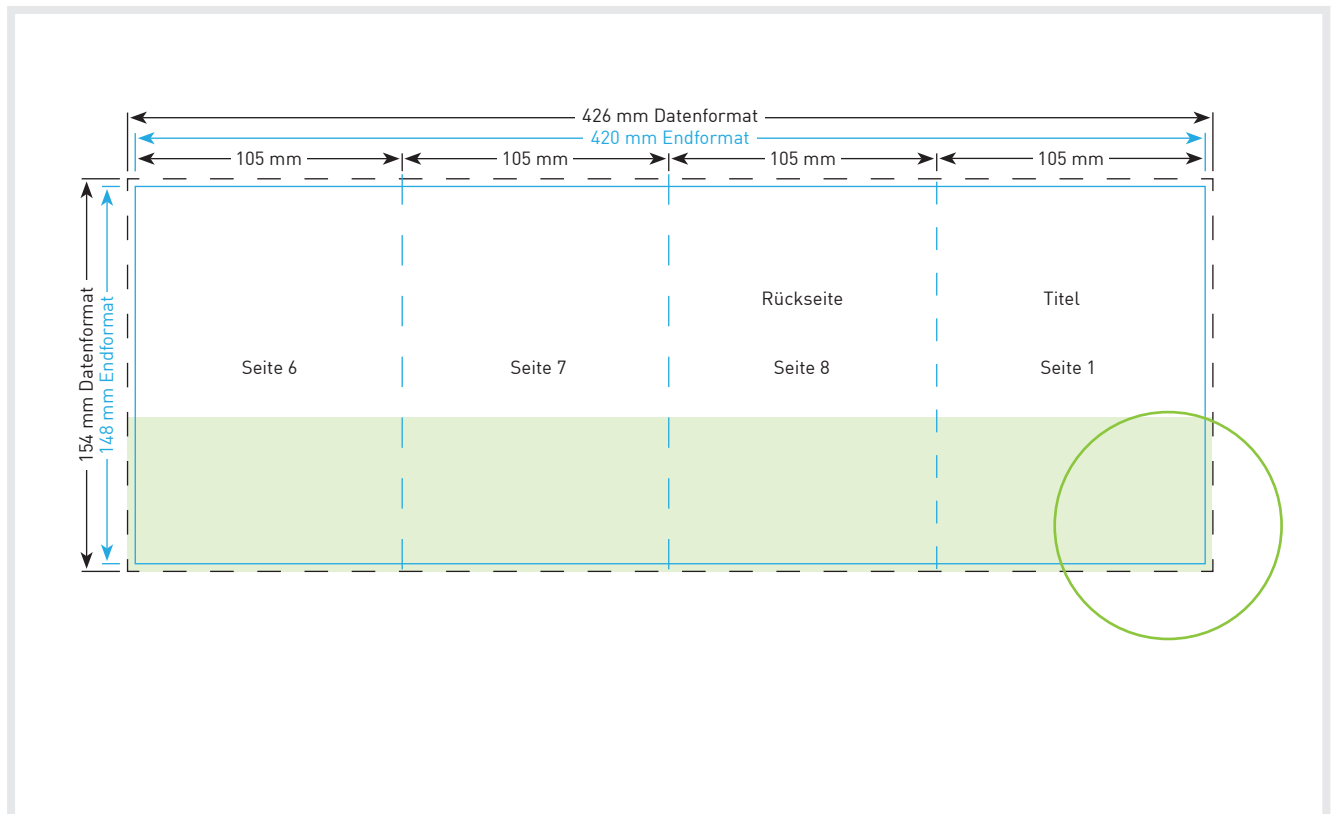 426 mm Datenformat
420 mm Endformat
105 mm
105 mm
105 mm
105 mm
154 mm Datenformat
148 mm Endformat
Rückseite
Titel
Seite 6
Seite 7
Seite 8
Seite 1